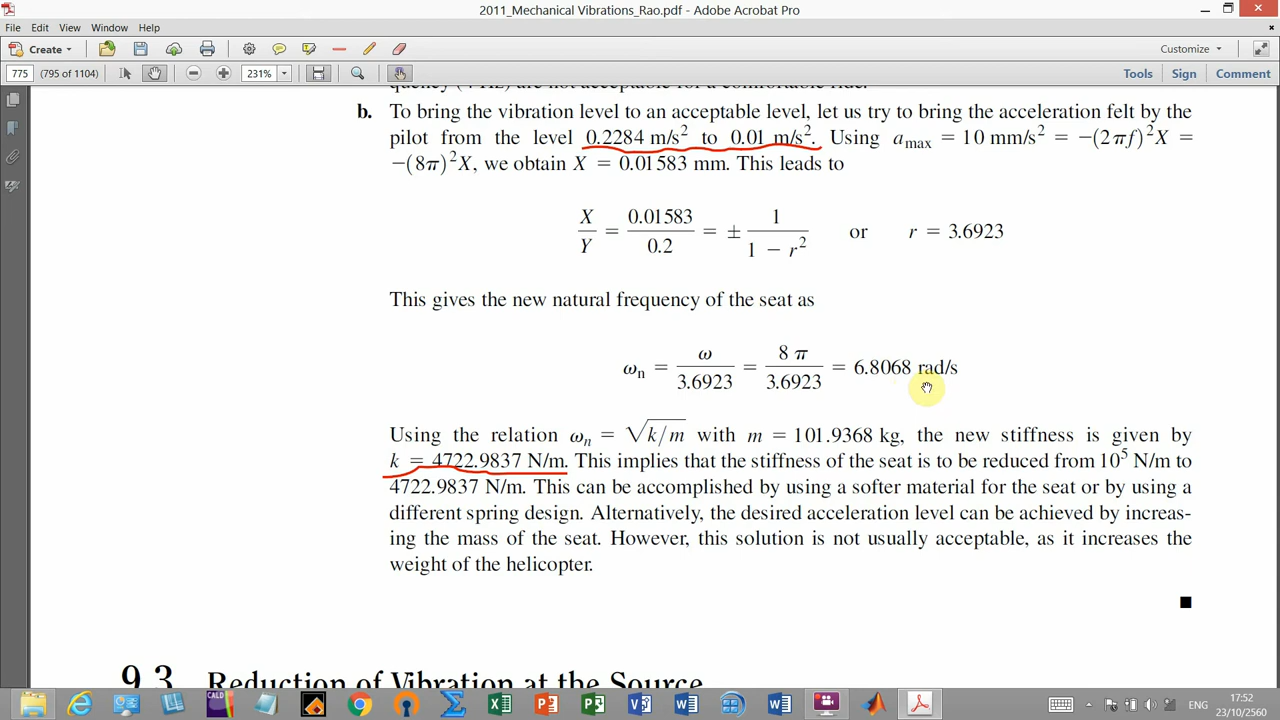 2011_Mechanical Vibrations_Rao.pdf - Adobe Acrobat Pro
File Edit View Window Help
Create
Customize
775 (795 of 1104)
231%
Tools Sign Comment
b. To bring the vibration level to an acceptable level, let us try to bring the acceleration felt by the
pilot from the level 0.2284 m/s² to 0.01 m/s². Using a_max = 10 mm/s² = −(2πf)²X =
−(8π)²X, we obtain X = 0.01583 mm. This leads to
X/Y = 0.01583/0.2 = ± 1/(1 − r²) or r = 3.6923
This gives the new natural frequency of the seat as
ω_n = ω/3.6923 = 8 π/3.6923 = 6.8068 rad/s
Using the relation ω_n = √k/m with m = 101.9368 kg, the new stiffness is given by
k = 4722.9837 N/m. This implies that the stiffness of the seat is to be reduced from 10⁵ N/m to
4722.9837 N/m. This can be accomplished by using a softer material for the seat or by using a
different spring design. Alternatively, the desired acceleration level can be achieved by increas-
ing the mass of the seat. However, this solution is not usually acceptable, as it increases the
weight of the helicopter.
9.3 Reduction of Vibration at the Source
CALD
ENG
17:52
23/10/2560